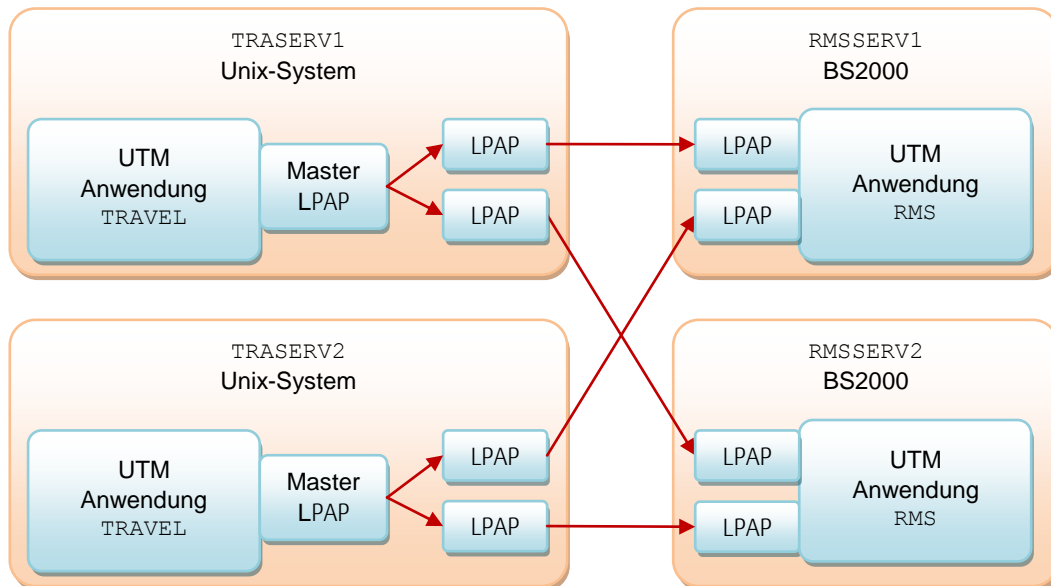 TRASERV1
Unix-System
UTM
Anwendung
TRAVEL
Master
LPAP
LPAP
LPAP
RMSSERV1
BS2000
LPAP
LPAP
UTM
Anwendung
RMS
TRASERV2
Unix-System
UTM
Anwendung
TRAVEL
Master
LPAP
LPAP
LPAP
RMSSERV2
BS2000
LPAP
LPAP
UTM
Anwendung
RMS